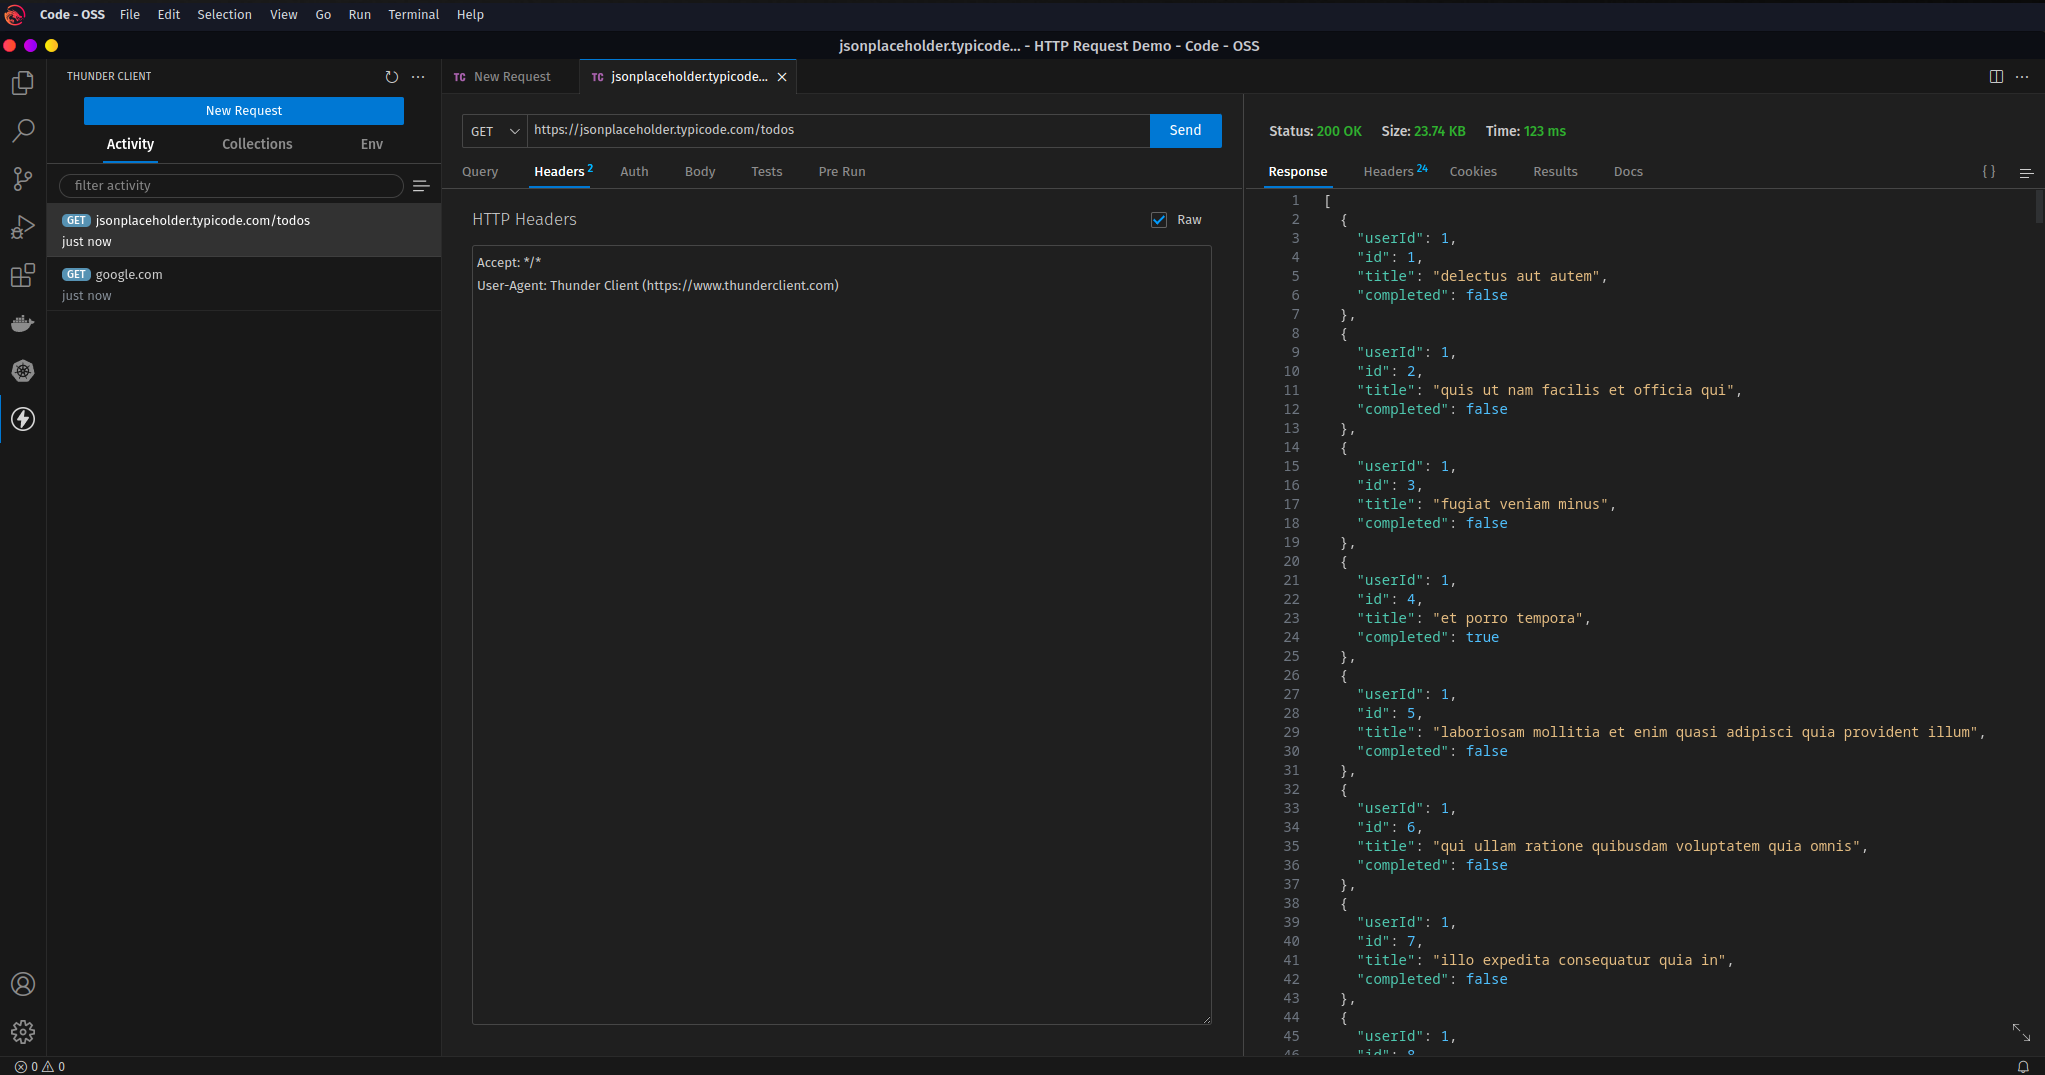 Code - OSS File Edit Selection View Go Run Terminal Help
jsonplaceholder.typicode... - HTTP Request Demo - Code - OSS
THUNDER CLIENT
New Request
Activity Collections Env
filter activity
GET jsonplaceholder.typicode.com/todos
just now
GET google.com
just now
TC New Request
TC jsonplaceholder.typicode...
GET https://jsonplaceholder.typicode.com/todos Send
Query Headers 2 Auth Body Tests Pre Run
HTTP Headers Raw
Accept: */*
User-Agent: Thunder Client (https://www.thunderclient.com)
Status: 200 OK Size: 23.74 KB Time: 123 ms
Response Headers 24 Cookies Results Docs { }
1 [
2 {
3 "userId": 1,
4 "id": 1,
5 "title": "delectus aut autem",
6 "completed": false
7 },
8 {
9 "userId": 1,
10 "id": 2,
11 "title": "quis ut nam facilis et officia qui",
12 "completed": false
13 },
14 {
15 "userId": 1,
16 "id": 3,
17 "title": "fugiat veniam minus",
18 "completed": false
19 },
20 {
21 "userId": 1,
22 "id": 4,
23 "title": "et porro tempora",
24 "completed": true
25 },
26 {
27 "userId": 1,
28 "id": 5,
29 "title": "laboriosam mollitia et enim quasi adipisci quia provident illum",
30 "completed": false
31 },
32 {
33 "userId": 1,
34 "id": 6,
35 "title": "qui ullam ratione quibusdam voluptatem quia omnis",
36 "completed": false
37 },
38 {
39 "userId": 1,
40 "id": 7,
41 "title": "illo expedita consequatur quia in",
42 "completed": false
43 },
44 {
45 "userId": 1,
46 "id": 8
0 0